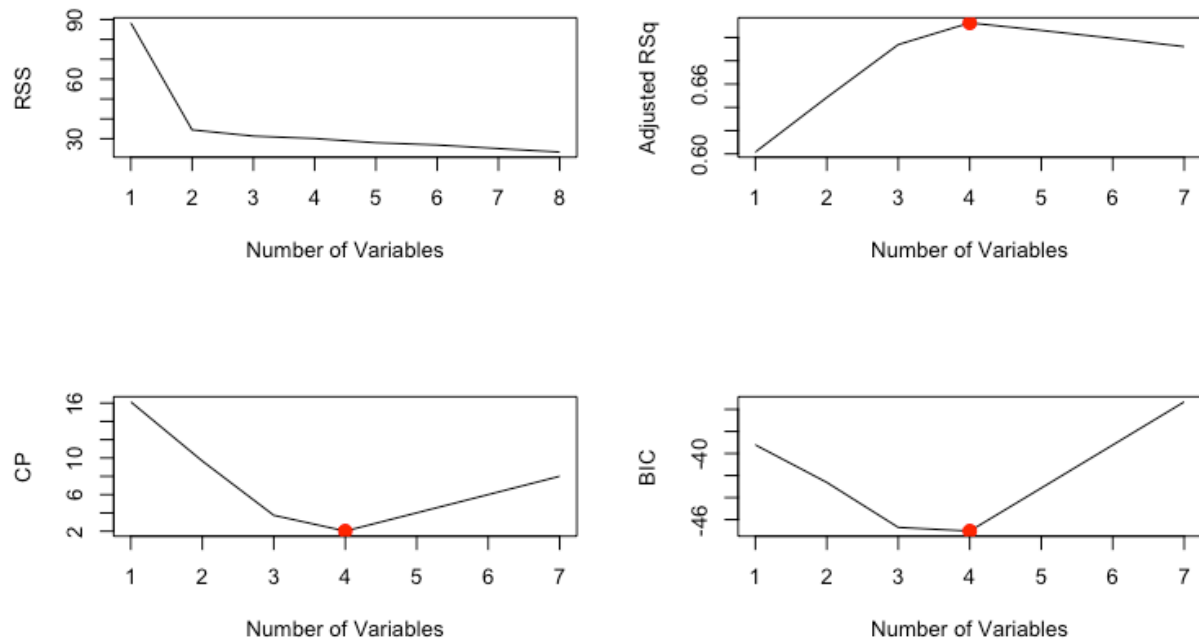 RSS
90
60
30
1 2 3 4 5 6 7 8
Number of Variables
Adjusted RSq
0.66
0.60
1 2 3 4 5 6 7
Number of Variables
CP
16
10
6
2
1 2 3 4 5 6 7
Number of Variables
BIC
-40
-46
1 2 3 4 5 6 7
Number of Variables